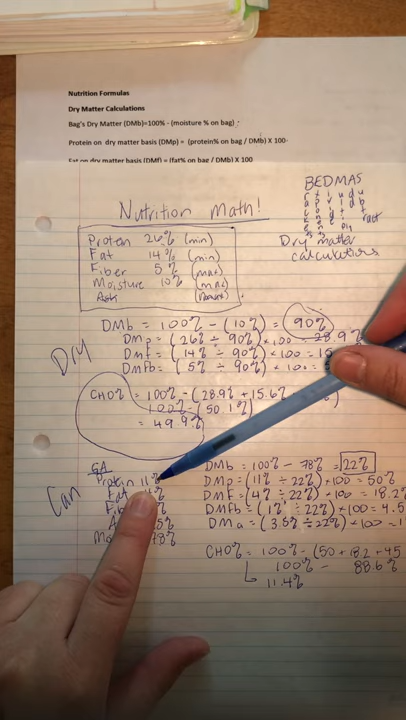 Nutrition Formulas
Dry Matter Calculations
Bag's Dry Matter (DMb)=100% - (moisture % on bag)
Protein on dry matter basis (DMp) = (protein% on bag / DMb) X 100
Fat on dry matter basis (DMf) = (fat% on bag / DMb) X 100
BEDMAS
Nutrition Math!
Dry matter
calculations
Protein 26% (min)
Fat 14% (min)
Fiber 5% (max)
Moisture 10% (max)
Ash
Dry
DMb = 100% - (10%) = 90%
DMp = (26% ÷ 90%) × 100 = 28.9%
DMf = (14% ÷ 90%) × 100 = 15
DMFb = (5% ÷ 90%) × 100 =
CHO% = 100% - (28.9% + 15.6%
100% - (50.1%)
= 49.9%
Can
GA
Protein 11%
Fat
78%
DMb = 100% - 78% = 22%
DMp = (11% ÷ 22%) × 100 = 50%
DMF = (4% ÷ 22%) × 100 = 18.2
DMFb = (1% ÷ 22%) × 100 = 4.5
DMa = (3.5% ÷ 22%) × 100 = 1
CHO% = 100% - (50 + 18.2 + 4.5
100% - 88.6%
11.4%